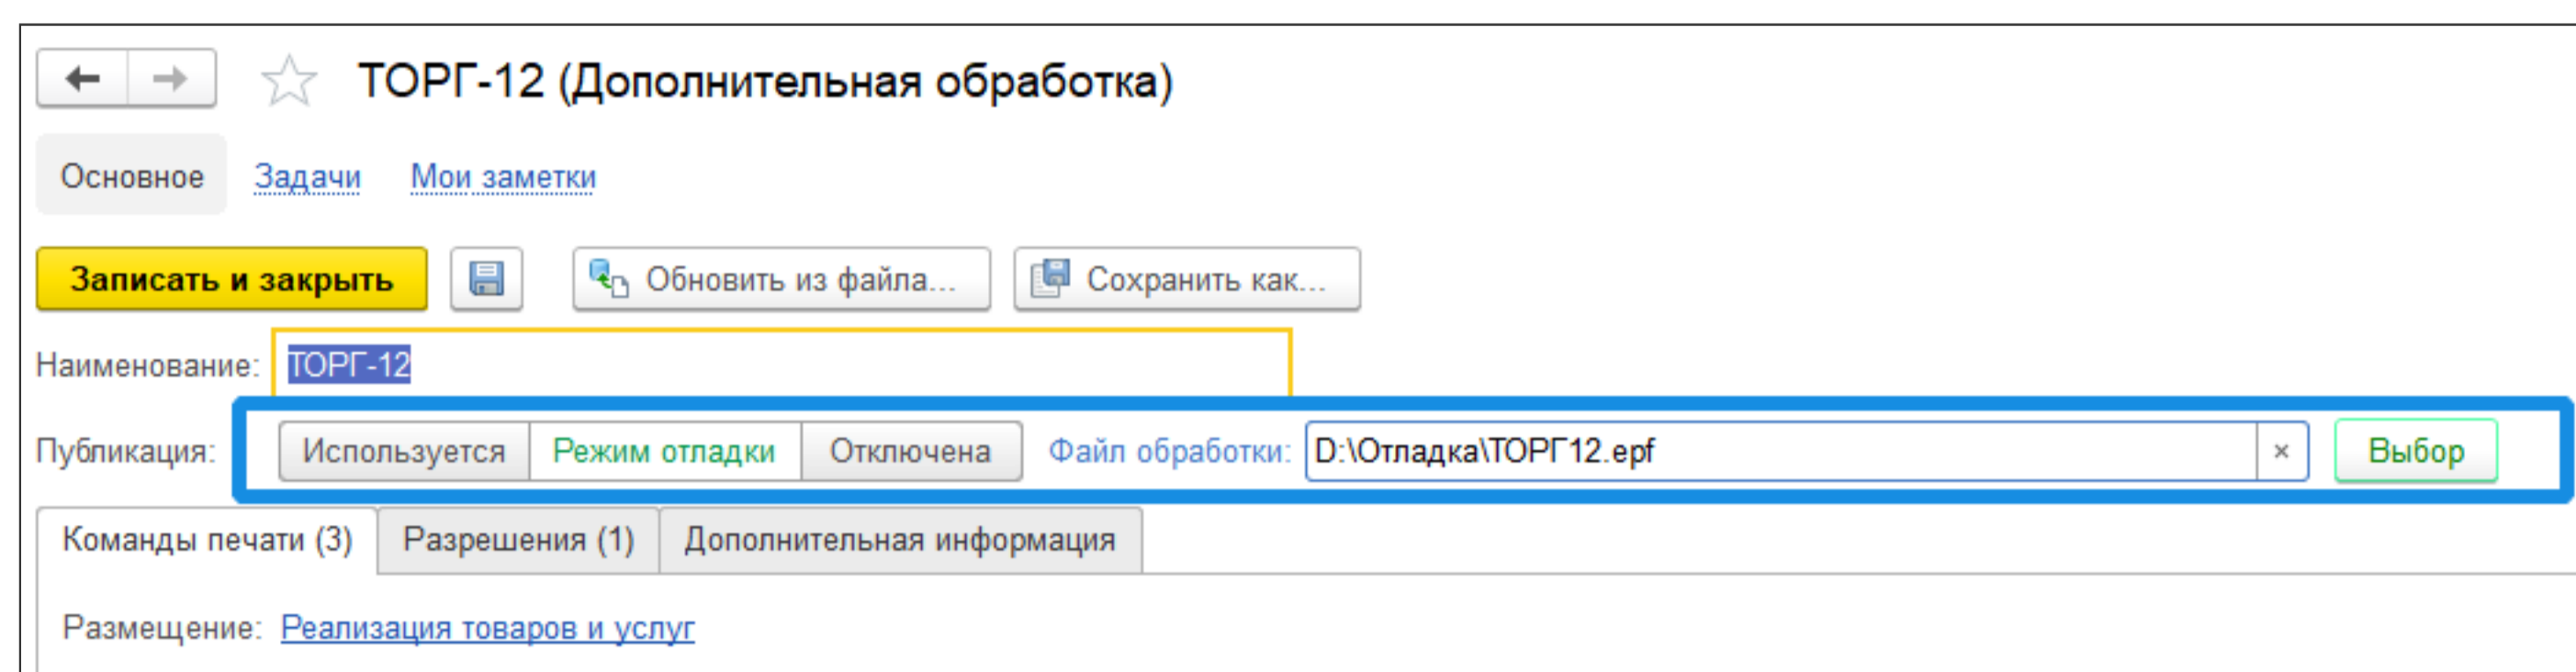 ТОРГ-12 (Дополнительная обработка)
Основное Задачи Мои заметки
Записать и закрыть Обновить из файла... Сохранить как...
Наименование: ТОРГ-12
Публикация: Используется Режим отладки Отключена Файл обработки: D:\Отладка\ТОРГ12.epf × Выбор
Команды печати (3) Разрешения (1) Дополнительная информация
Размещение: Реализация товаров и услуг